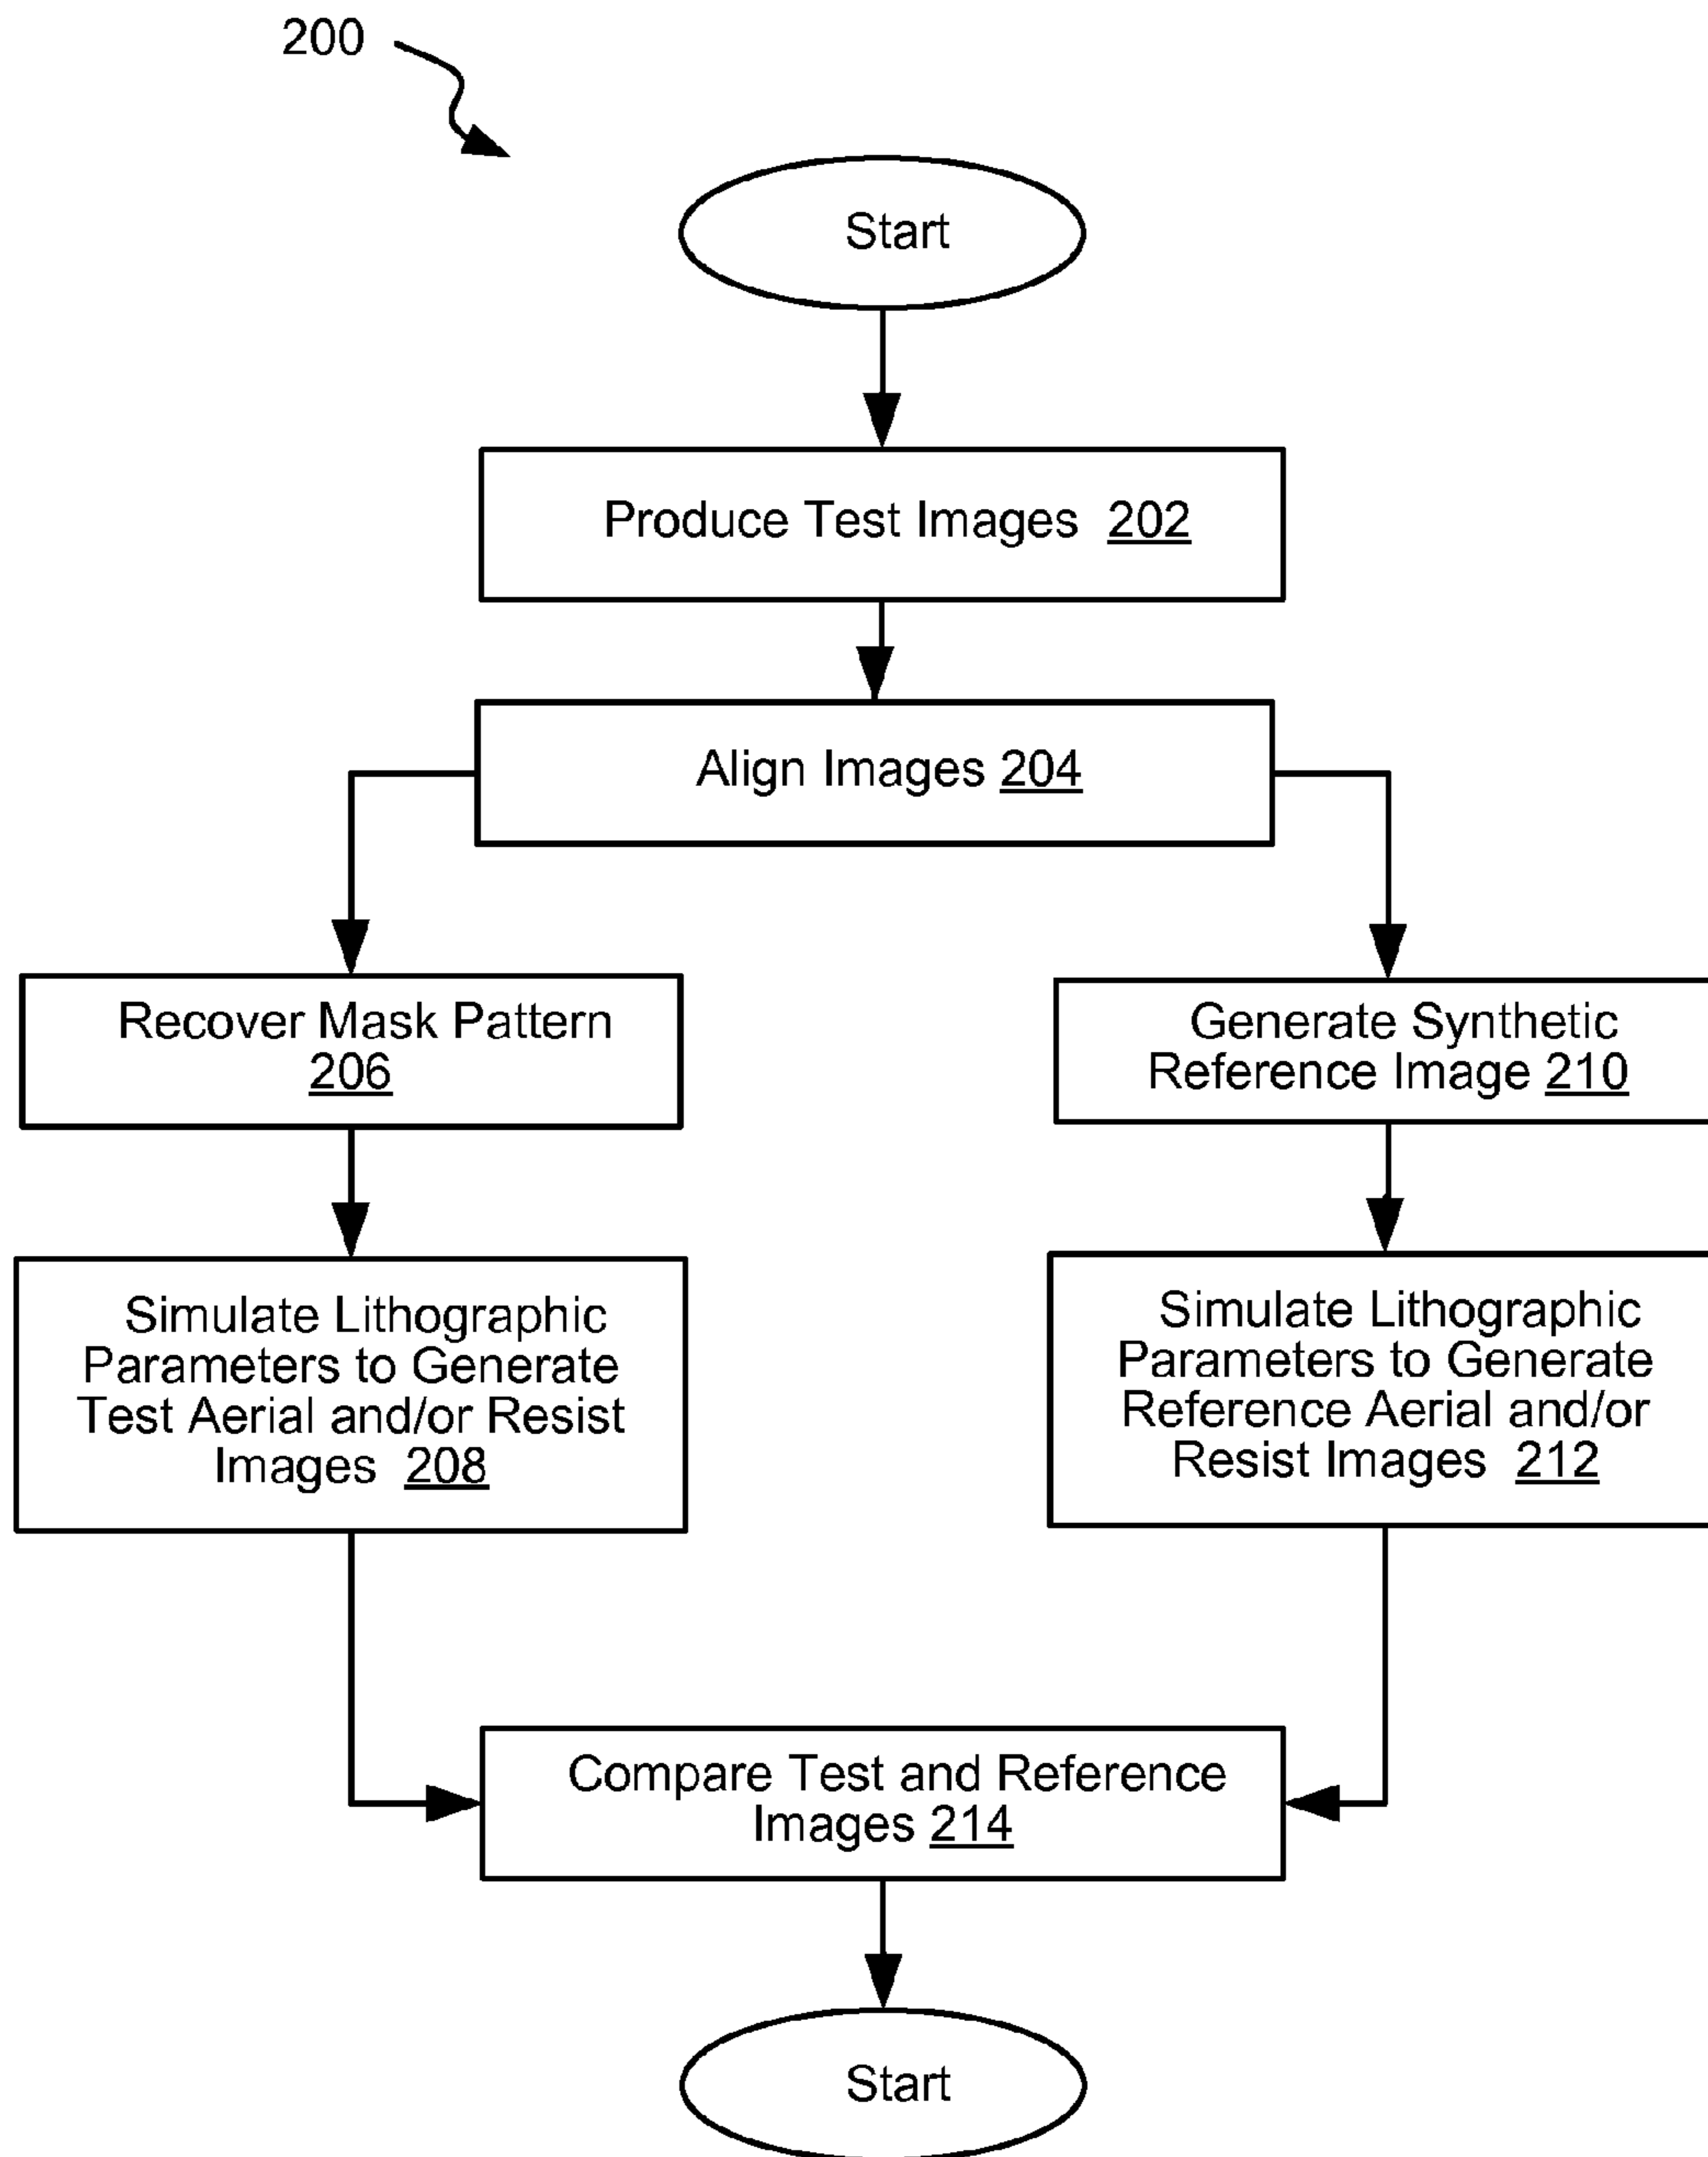 200
Start
Produce Test Images 202
Align Images 204
Recover Mask Pattern
206
Simulate Lithographic
Parameters to Generate
Test Aerial and/or Resist
Images 208
Generate Synthetic
Reference Image 210
Simulate Lithographic
Parameters to Generate
Reference Aerial and/or
Resist Images 212
Compare Test and Reference
Images 214
Start